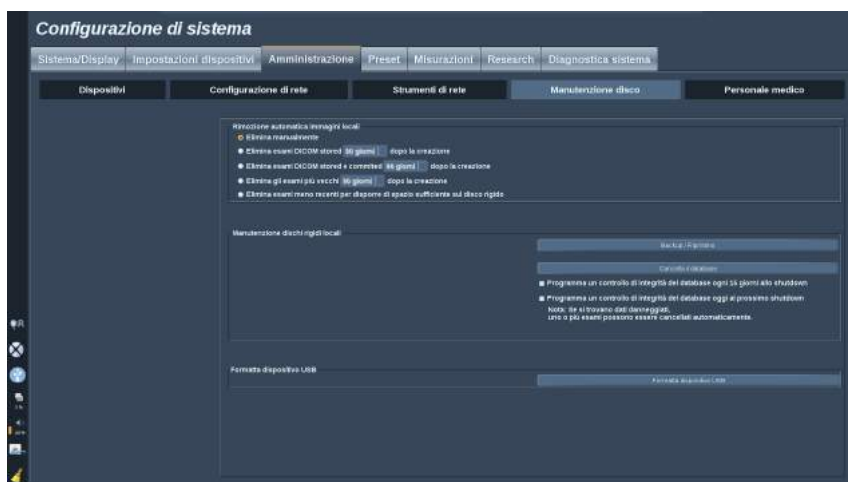 Configurazione di sistema
Sistema/Display Impostazioni dispositivi Amministrazione Preset Misurazioni Research Diagnostica sistema
Dispositivi Configurazione di rete Strumenti di rete Manutenzione disco Personale medico
Rimozione automatica immagini locali
Elimina manualmente
Elimina esami DICOM stored giorni dopo la creazione
Elimina esami DICOM stored e commited giorni dopo la creazione
Elimina gli esami più vecchi giorni dopo la creazione
Elimina esami meno recenti per disporre di spazio sufficiente sul disco rigido
Manutenzione dischi rigidi locali
Backup / Ripristino
Cancella il database
Programma un controllo di integrità del database ogni 15 giorni allo shutdown
Programma un controllo di integrità del database oggi al prossimo shutdown
Nota: Se si trovano dati danneggiati,
uno o più esami possono essere cancellati automaticamente.
Formatta dispositivo USB
Formatta dispositivo USB
R